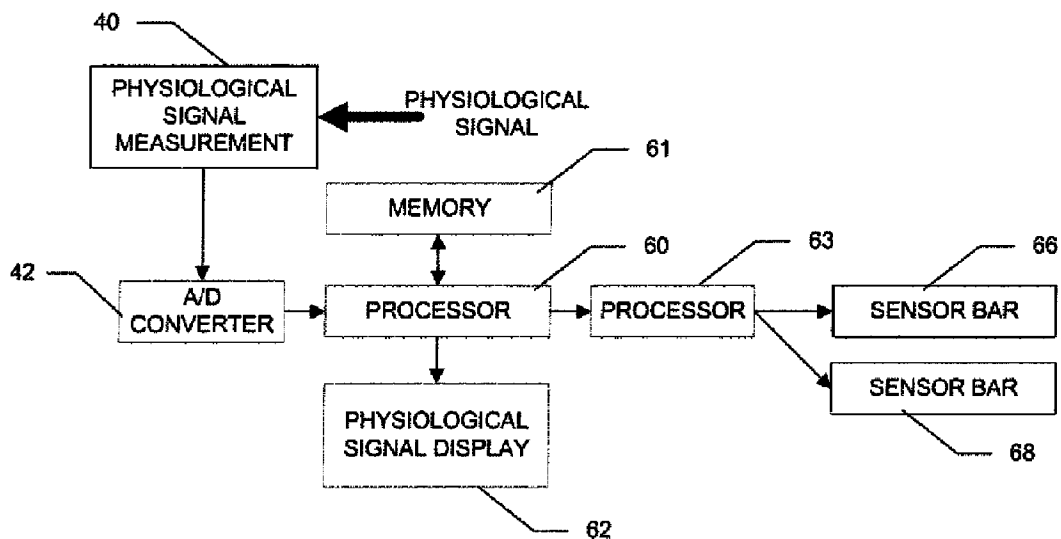 40
PHYSIOLOGICAL
SIGNAL
MEASUREMENT
PHYSIOLOGICAL
SIGNAL
61
MEMORY
42
A/D
CONVERTER
60
PROCESSOR
63
PROCESSOR
66
SENSOR BAR
SENSOR BAR
68
PHYSIOLOGICAL
SIGNAL DISPLAY
62